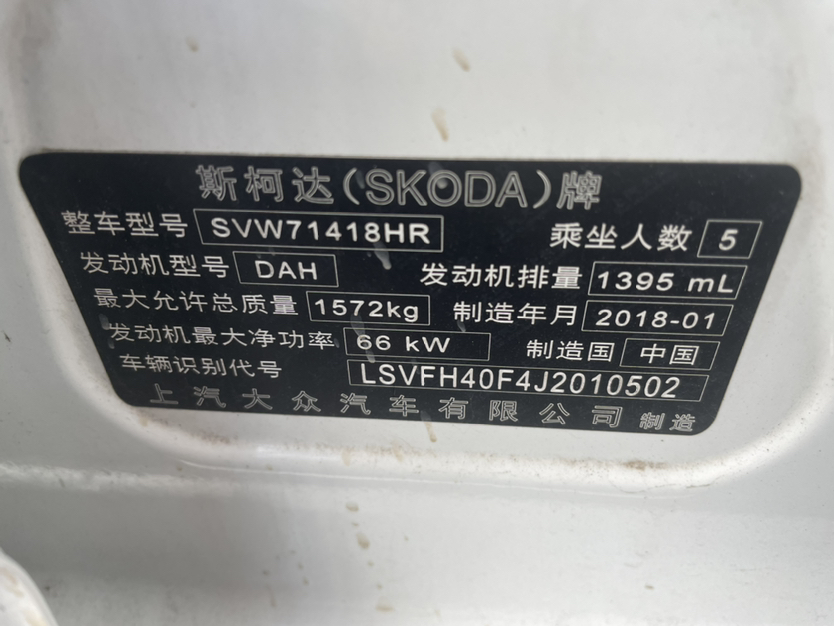 斯柯达(SKODA)牌
整车型号 SVW71418HR 乘坐人数 5
发动机型号 DAH 发动机排量 1395 mL
最大允许总质量 1572kg 制造年月 2018-01
发动机最大净功率 66 kW 制造国 中国
车辆识别代号 LSVFH40F4J2010502
上汽大众汽车有限公司 制造